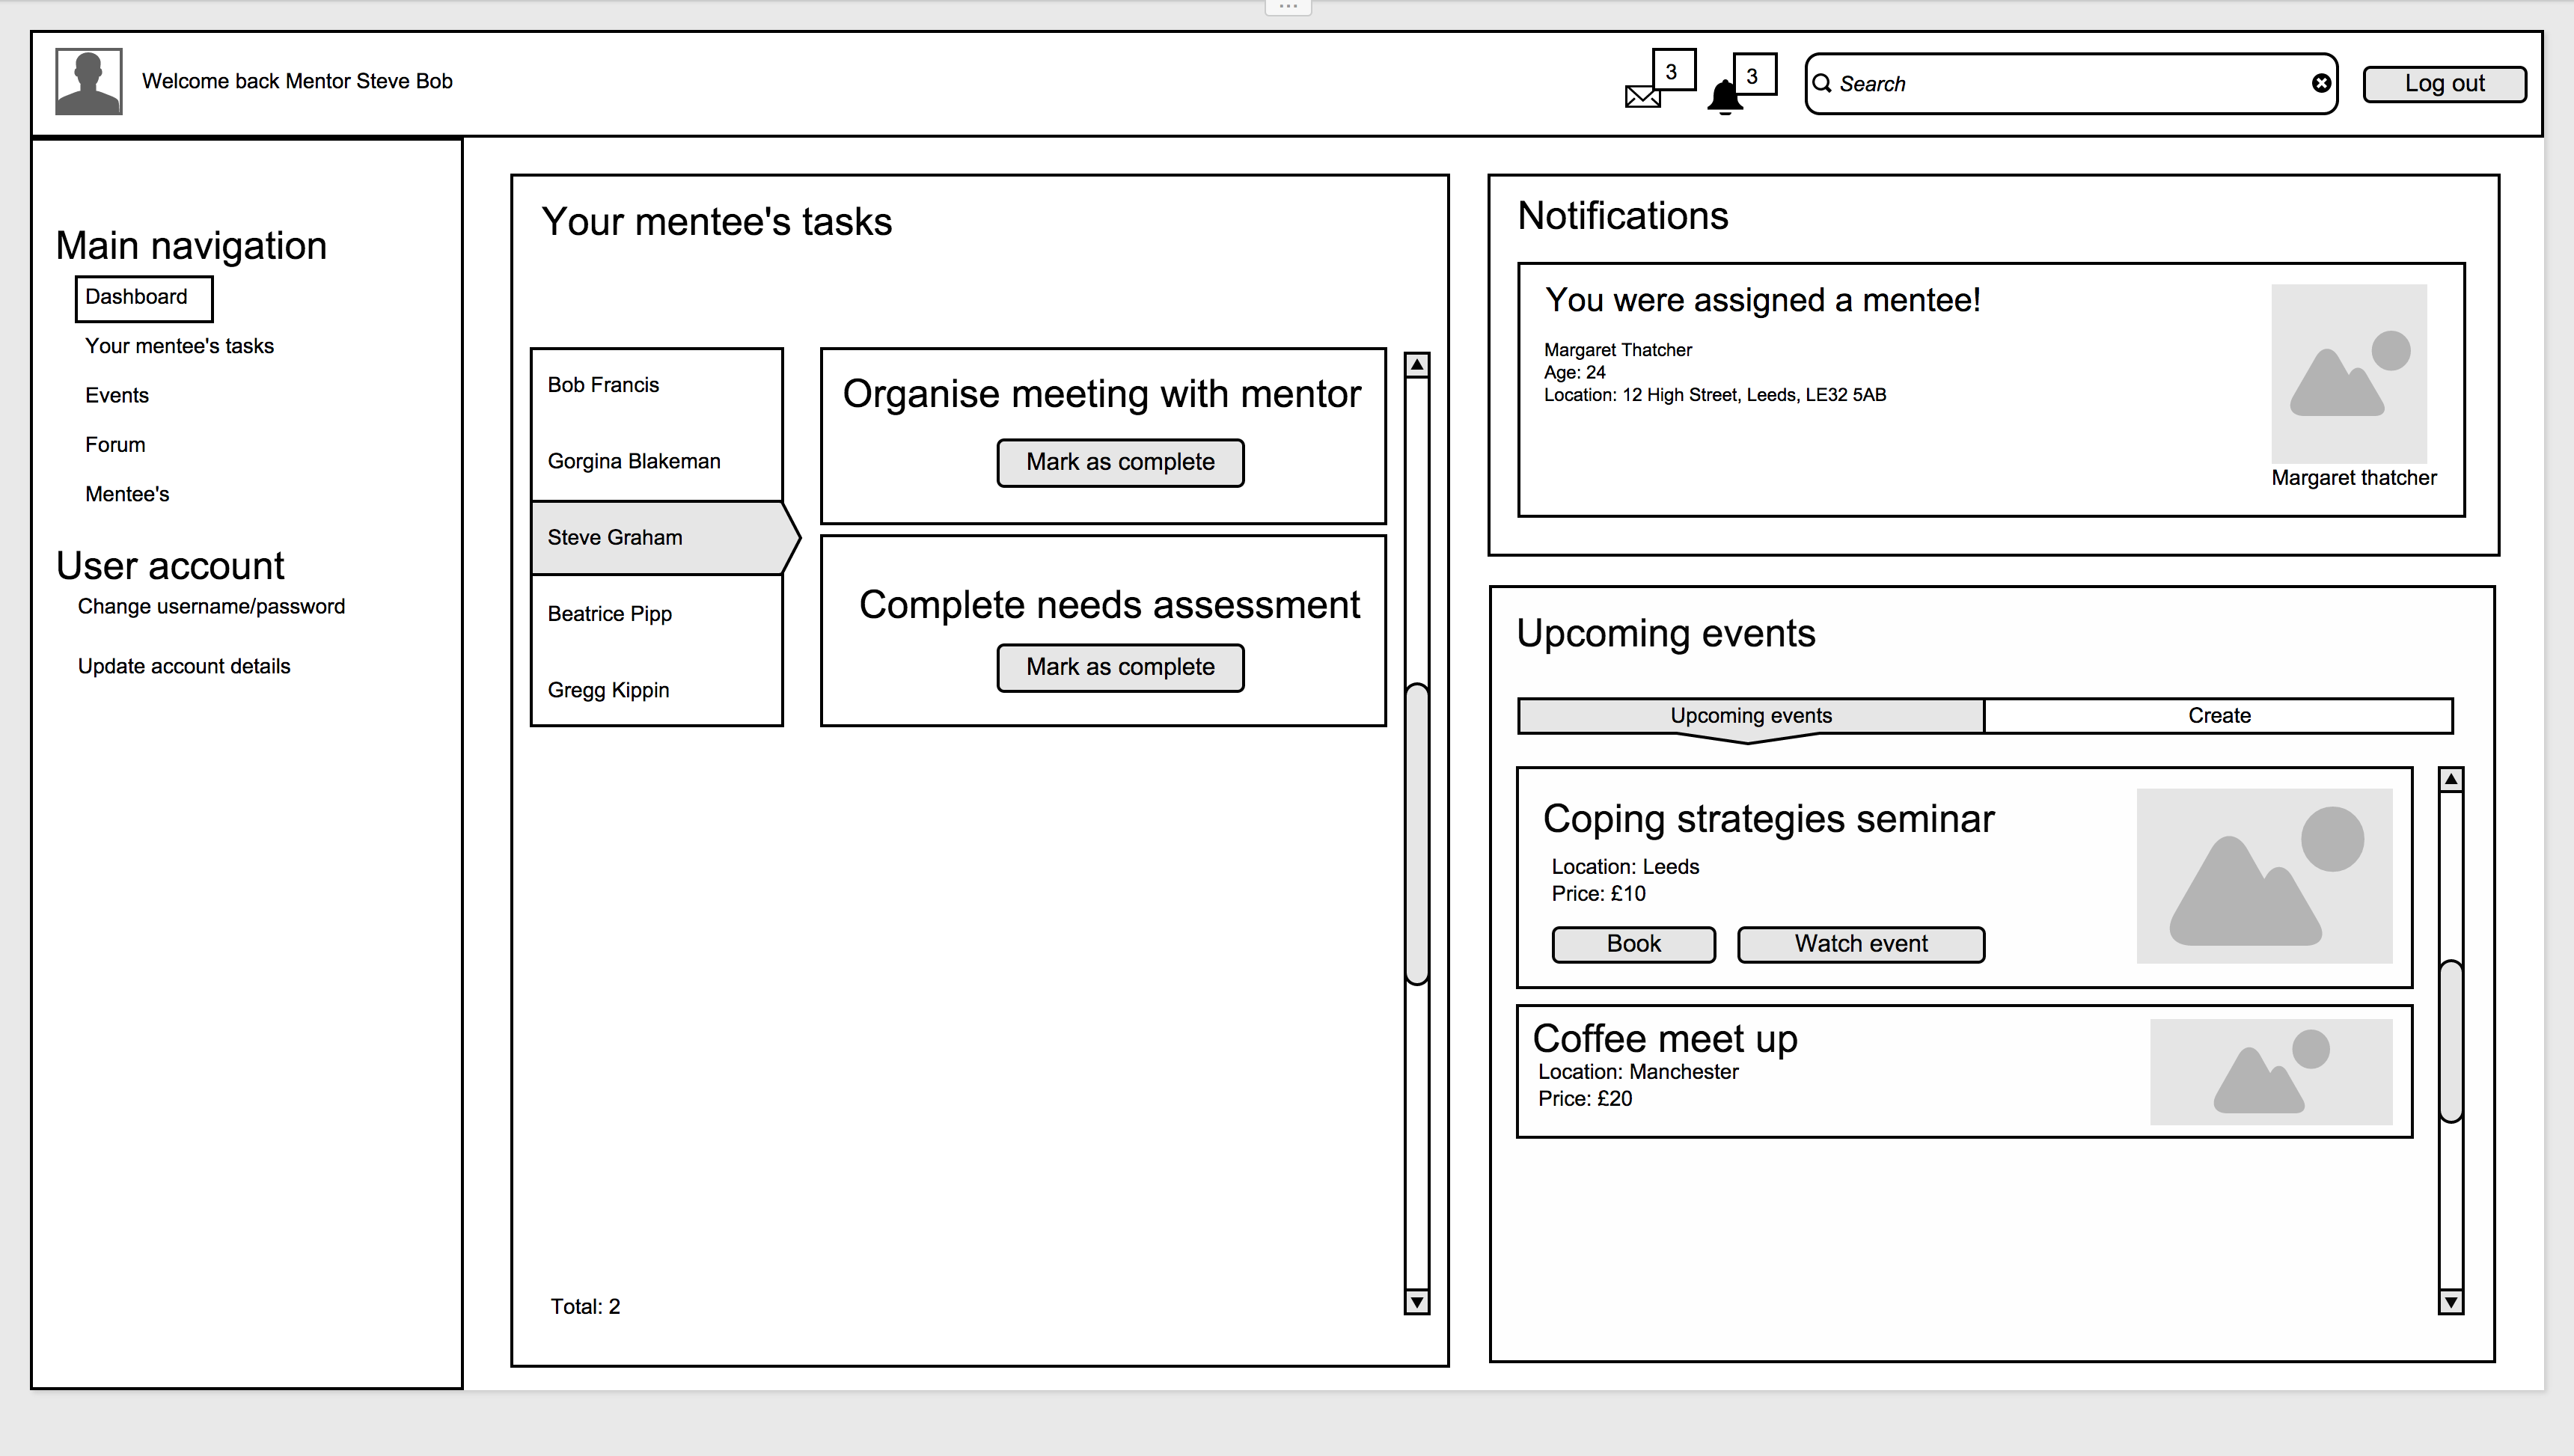 Welcome back Mentor Steve Bob
3
3
Search
Log out
Main navigation
Dashboard
Your mentee's tasks
Events
Forum
Mentee's
User account
Change username/password
Update account details
Your mentee's tasks
Bob Francis
Gorgina Blakeman
Steve Graham
Beatrice Pipp
Gregg Kippin
Organise meeting with mentor
Mark as complete
Complete needs assessment
Mark as complete
Total: 2
Notifications
You were assigned a mentee!
Margaret Thatcher
Age: 24
Location: 12 High Street, Leeds, LE32 5AB
Margaret thatcher
Upcoming events
Upcoming events
Create
Coping strategies seminar
Location: Leeds
Price: £10
Book
Watch event
Coffee meet up
Location: Manchester
Price: £20